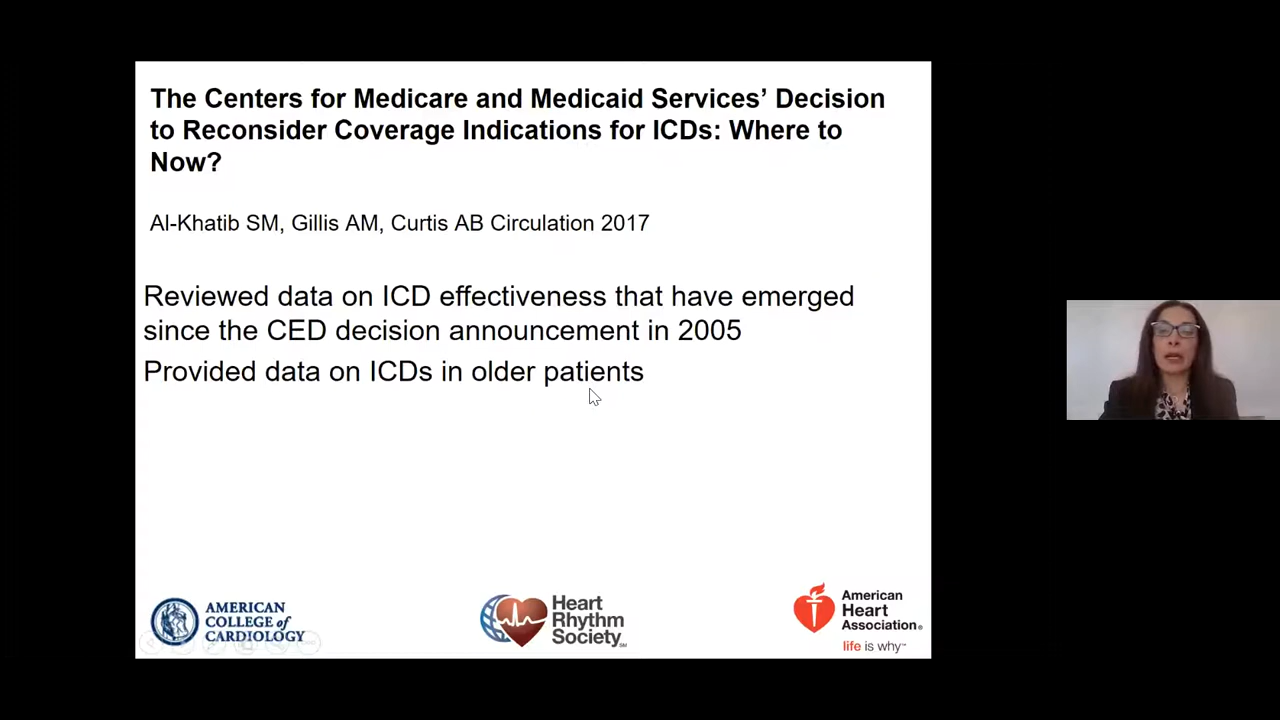 The Centers for Medicare and Medicaid Services’ Decision
to Reconsider Coverage Indications for ICDs: Where to
Now?
Al-Khatib SM, Gillis AM, Curtis AB Circulation 2017
Reviewed data on ICD effectiveness that have emerged
since the CED decision announcement in 2005
Provided data on ICDs in older patients
AMERICAN
COLLEGE of
CARDIOLOGY
Heart
Rhythm
Society℠
American
Heart
Association®
life is why™